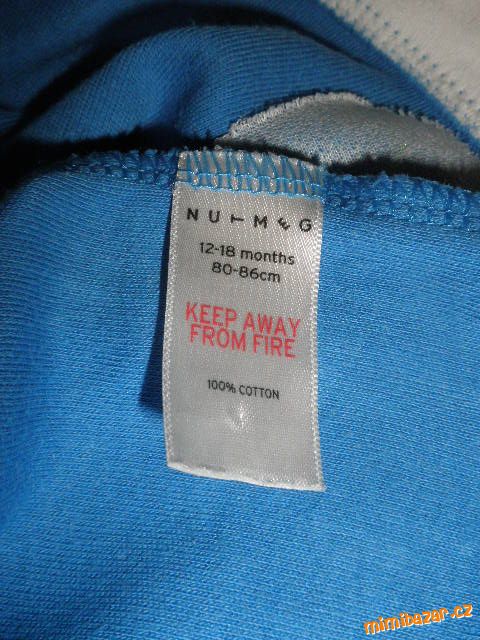 NUTMEG
12-18 months
80-86cm
KEEP AWAY
FROM FIRE
100% COTTON
mimibazar.cz